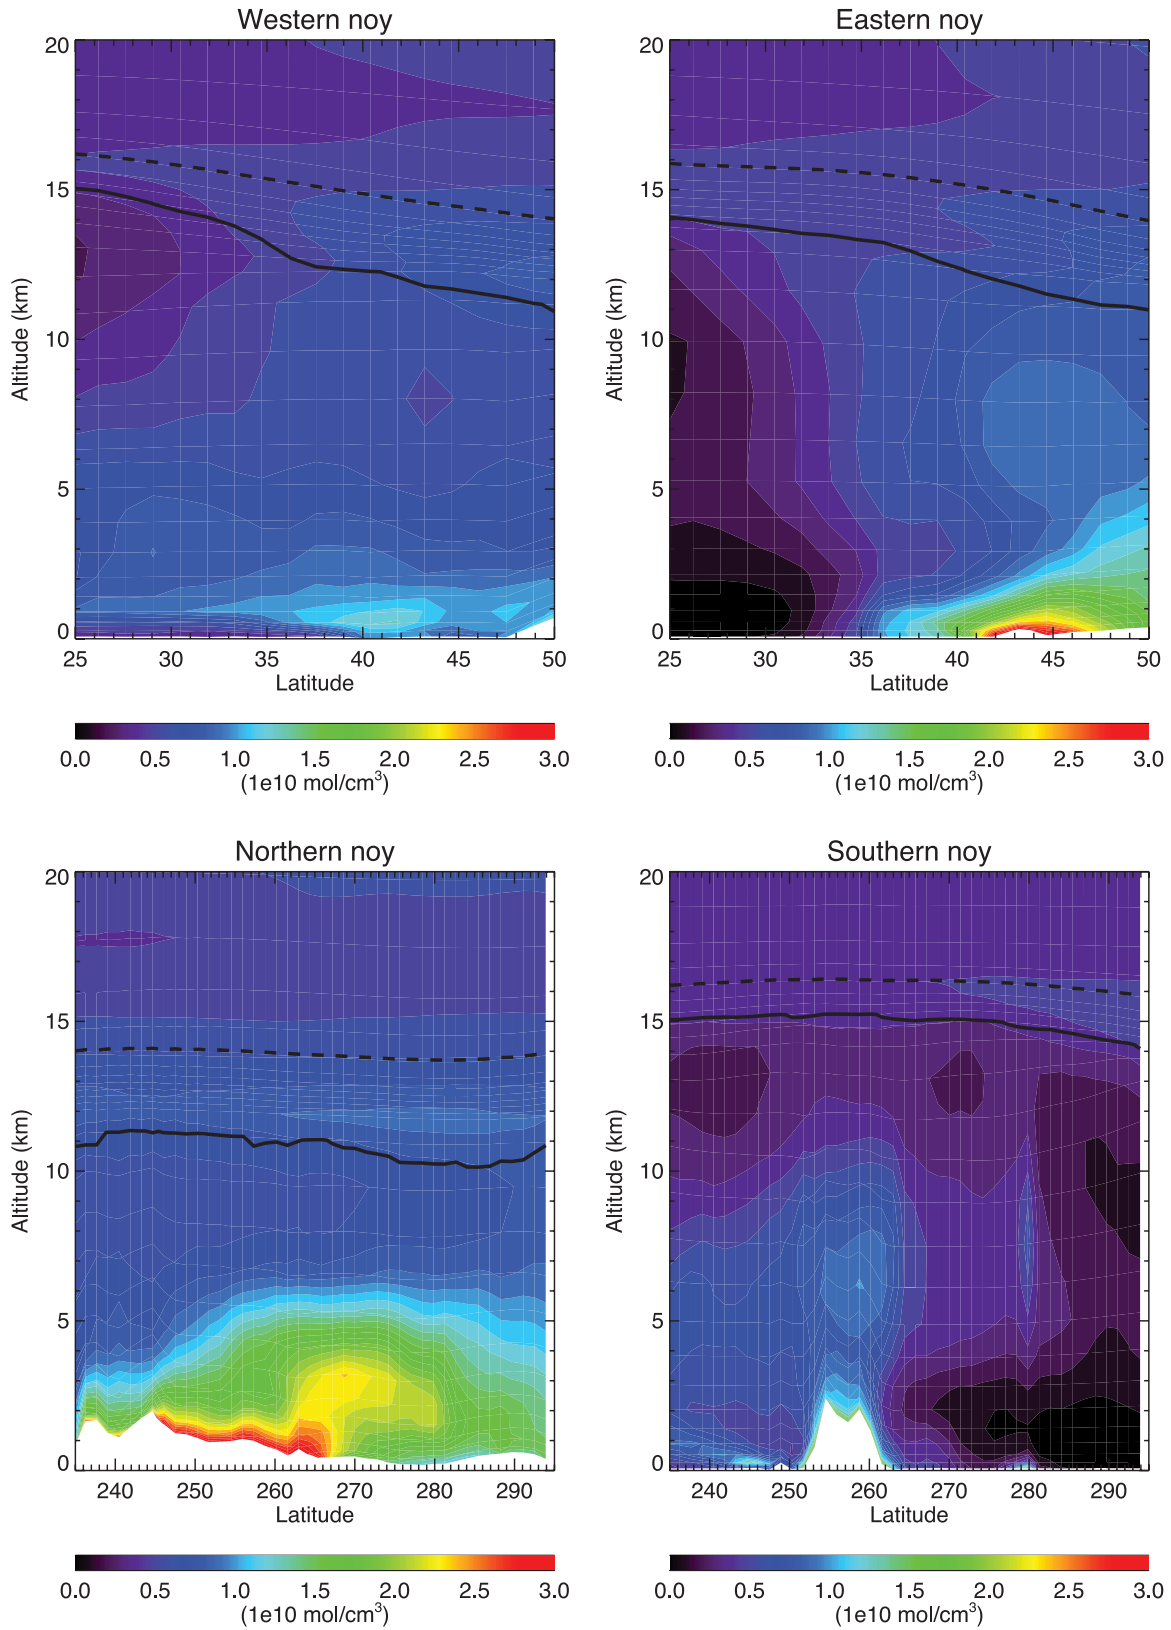 Western noy
Eastern noy
20
15
10
5
0
Altitude (km)
25 30 35 40 45 50
Latitude
0.0 0.5 1.0 1.5 2.0 2.5 3.0
(1e10 mol/cm³)
20
15
10
5
0
Altitude (km)
25 30 35 40 45 50
Latitude
0.0 0.5 1.0 1.5 2.0 2.5 3.0
(1e10 mol/cm³)
Northern noy
Southern noy
20
15
10
5
0
Altitude (km)
240 250 260 270 280 290
Latitude
0.0 0.5 1.0 1.5 2.0 2.5 3.0
(1e10 mol/cm³)
20
15
10
5
0
Altitude (km)
240 250 260 270 280 290
Latitude
0.0 0.5 1.0 1.5 2.0 2.5 3.0
(1e10 mol/cm³)